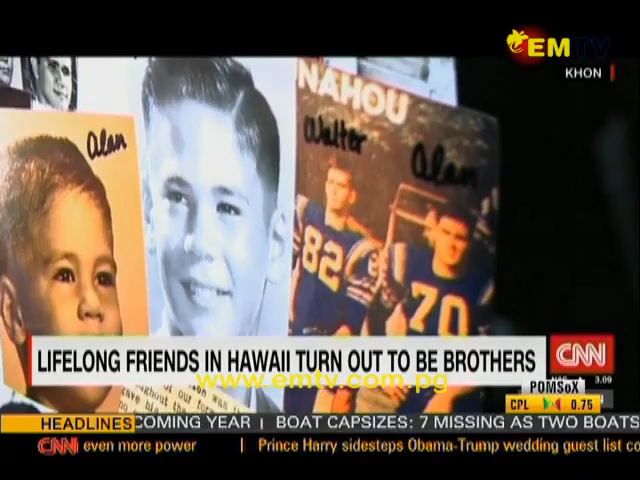 EMTV
KHON
NAHOU
Walter
Alan
Alan
82
8
70
LIFELONG FRIENDS IN HAWAII TURN OUT TO BE BROTHERS
CNN
www.emtv.com.pg
3.09
POMSoX
CPL 0.75
HEADLINES COMING YEAR | BOAT CAPSIZES: 7 MISSING AS TWO BOATS
CNN even more power | Prince Harry sidesteps Obama-Trump wedding guest list co